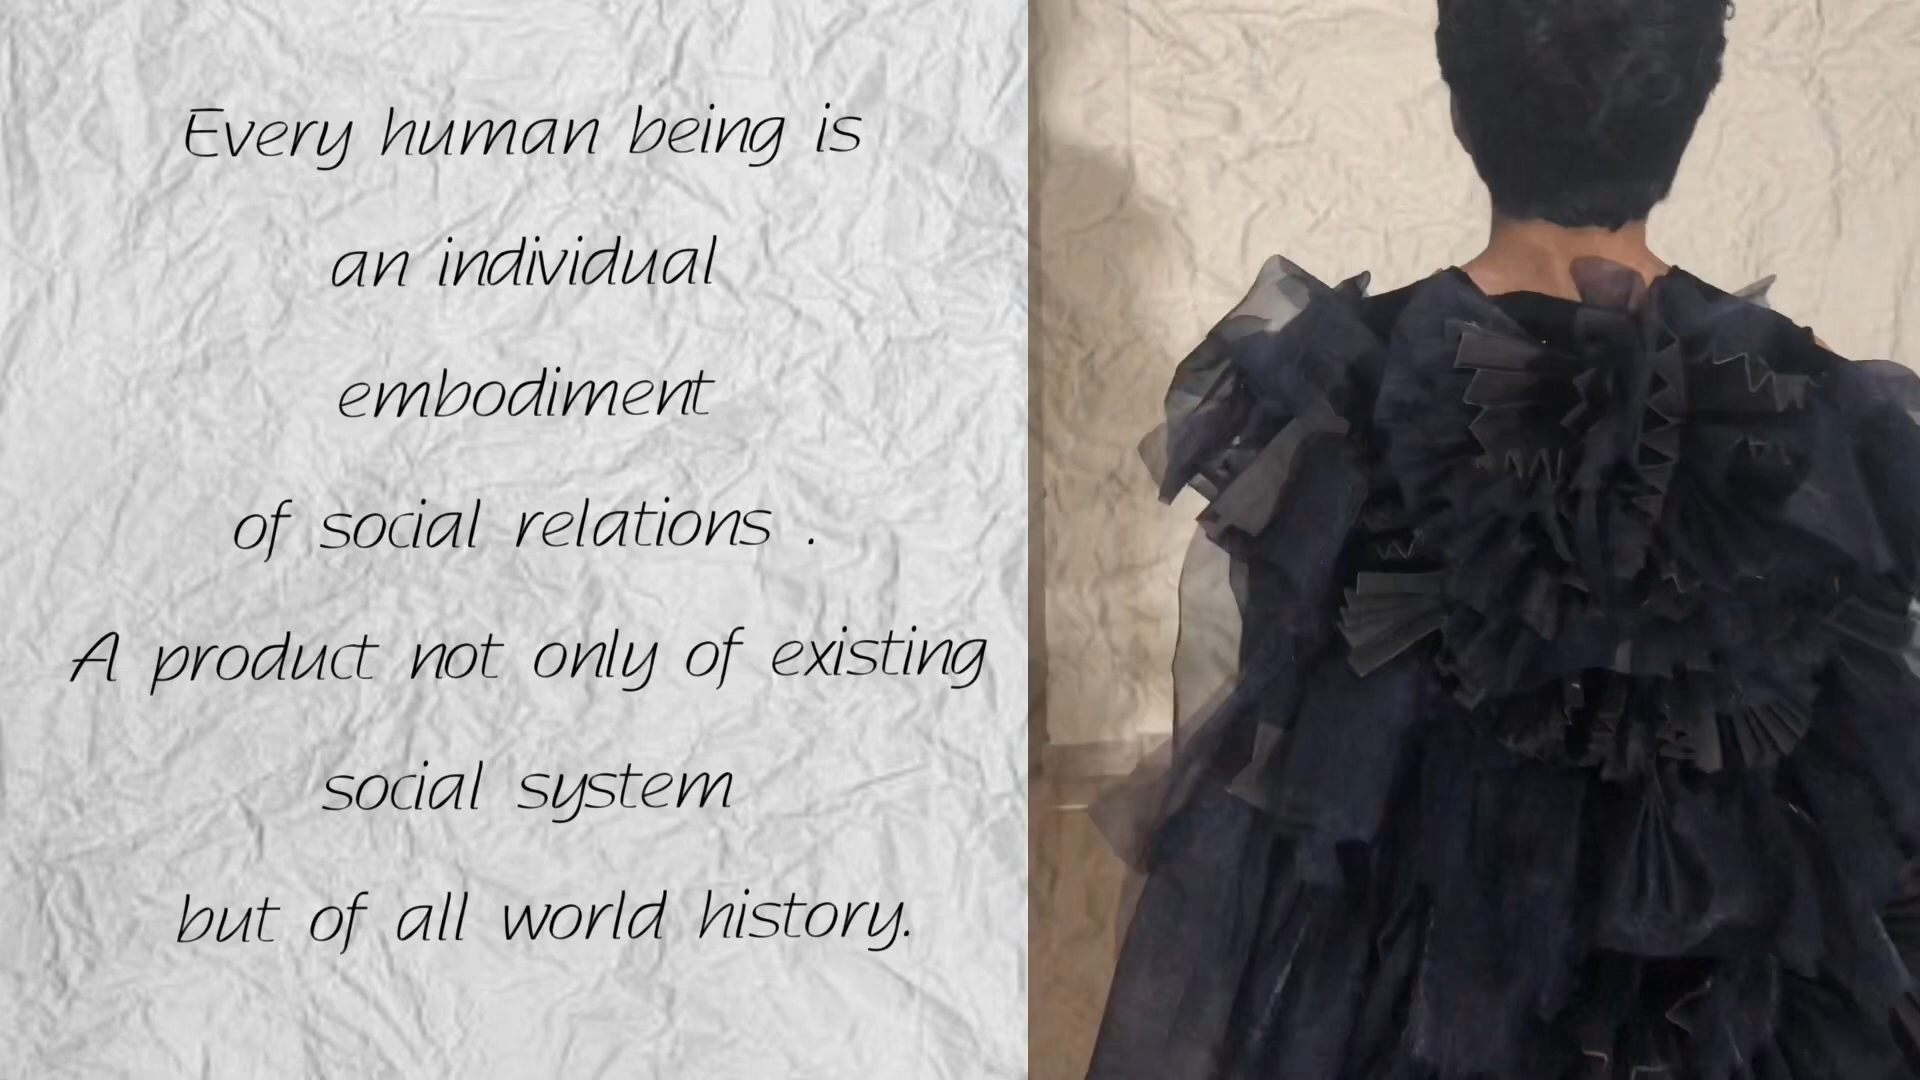 Every human being is
an individual
embodiment
of social relations .
A product not only of existing
social system
but of all world history.